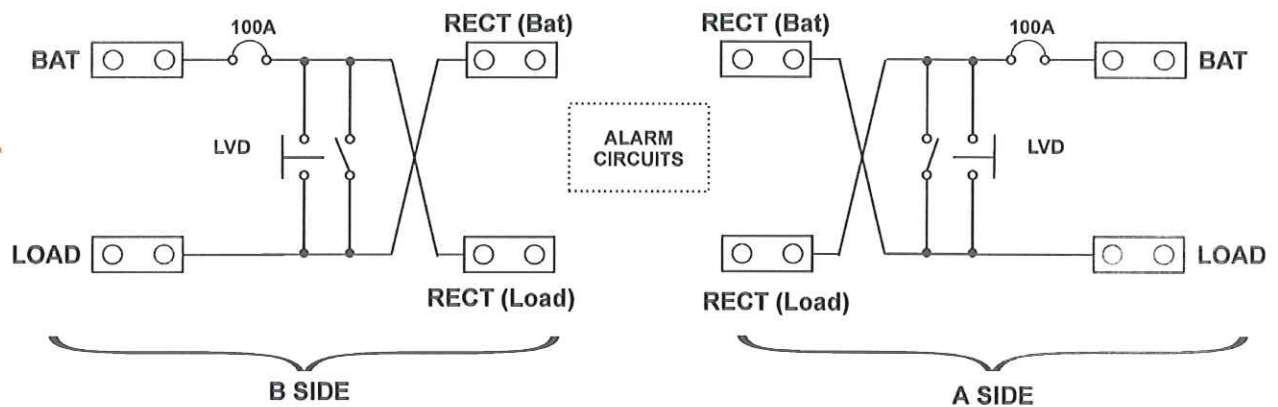 100A
RECT (Bat)
BAT
LVD
LOAD
RECT (Load)
B SIDE
ALARM
CIRCUITS
RECT (Bat)
100A
BAT
LVD
LOAD
RECT (Load)
A SIDE